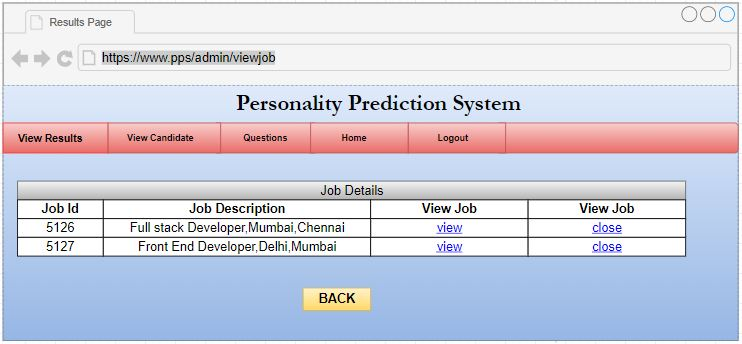 Results Page
https://www.pps/admin/viewjob
Personality Prediction System
View Results View Candidate Questions Home Logout
Job Details
Job Id Job Description View Job View Job
5126 Full stack Developer,Mumbai,Chennai view close
5127 Front End Developer,Delhi,Mumbai view close
BACK